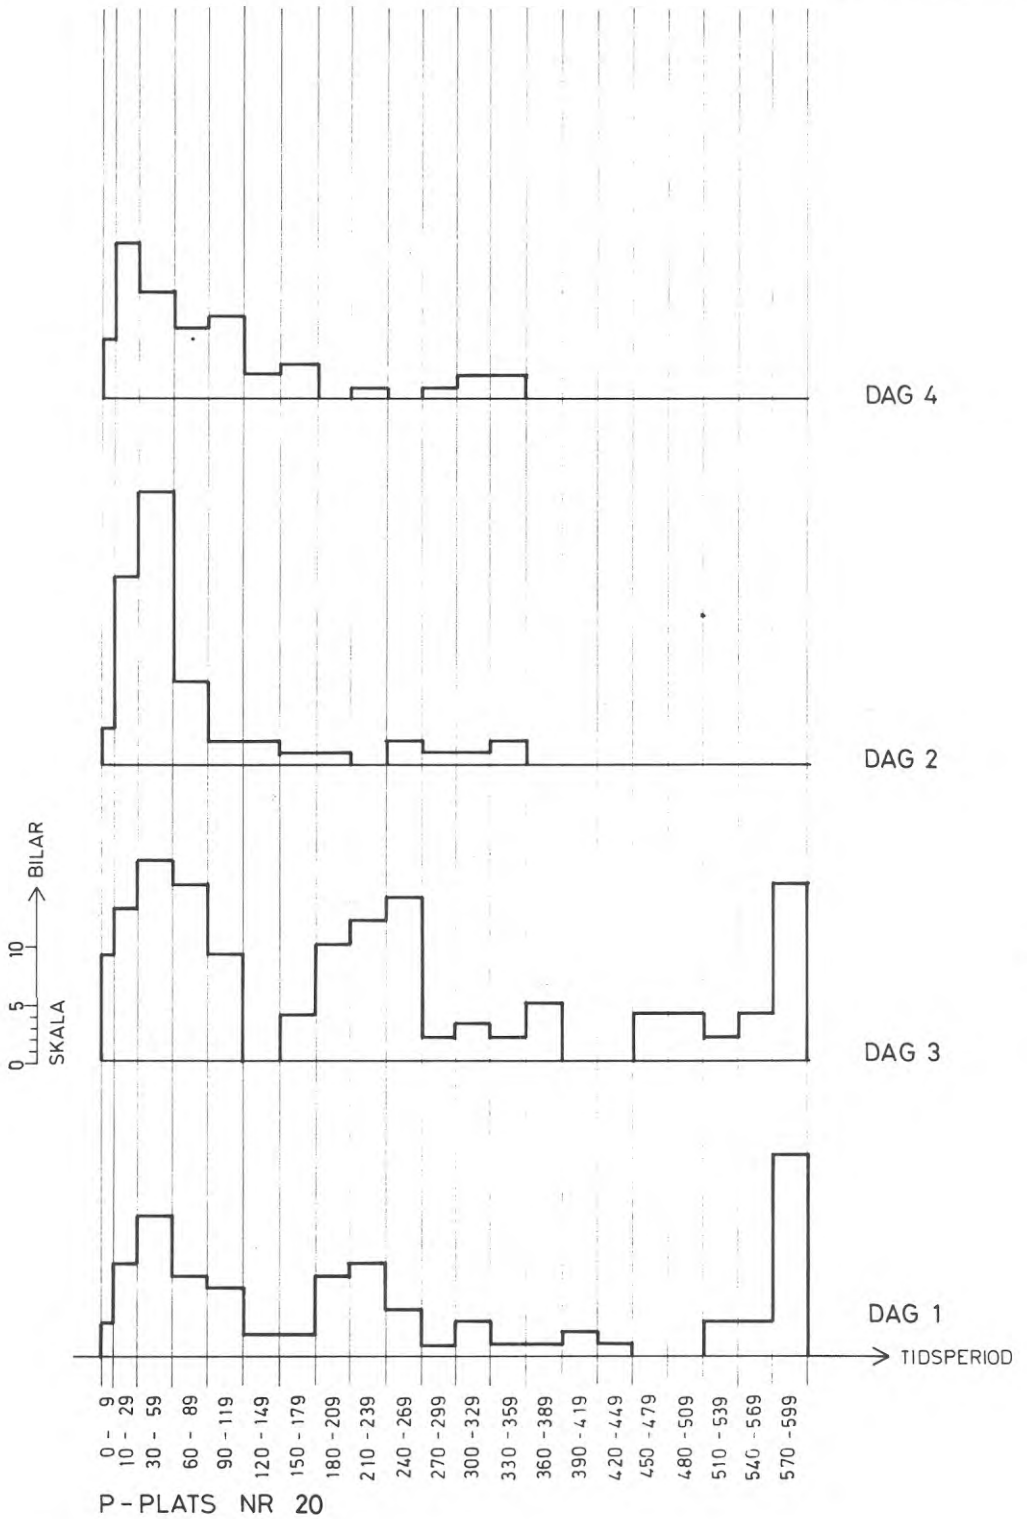 DAG 4
DAG 2
BILAR
10
5
0
SKALA
DAG 3
DAG 1
TIDSPERIOD
0 - 9
10 - 29
30 - 59
60 - 89
90 - 119
120 - 149
150 - 179
180 - 209
210 - 239
240 - 269
270 - 299
300 - 329
330 - 359
360 - 389
390 - 419
420 - 449
450 - 479
480 - 509
510 - 539
540 - 569
570 - 599
P - PLATS NR 20